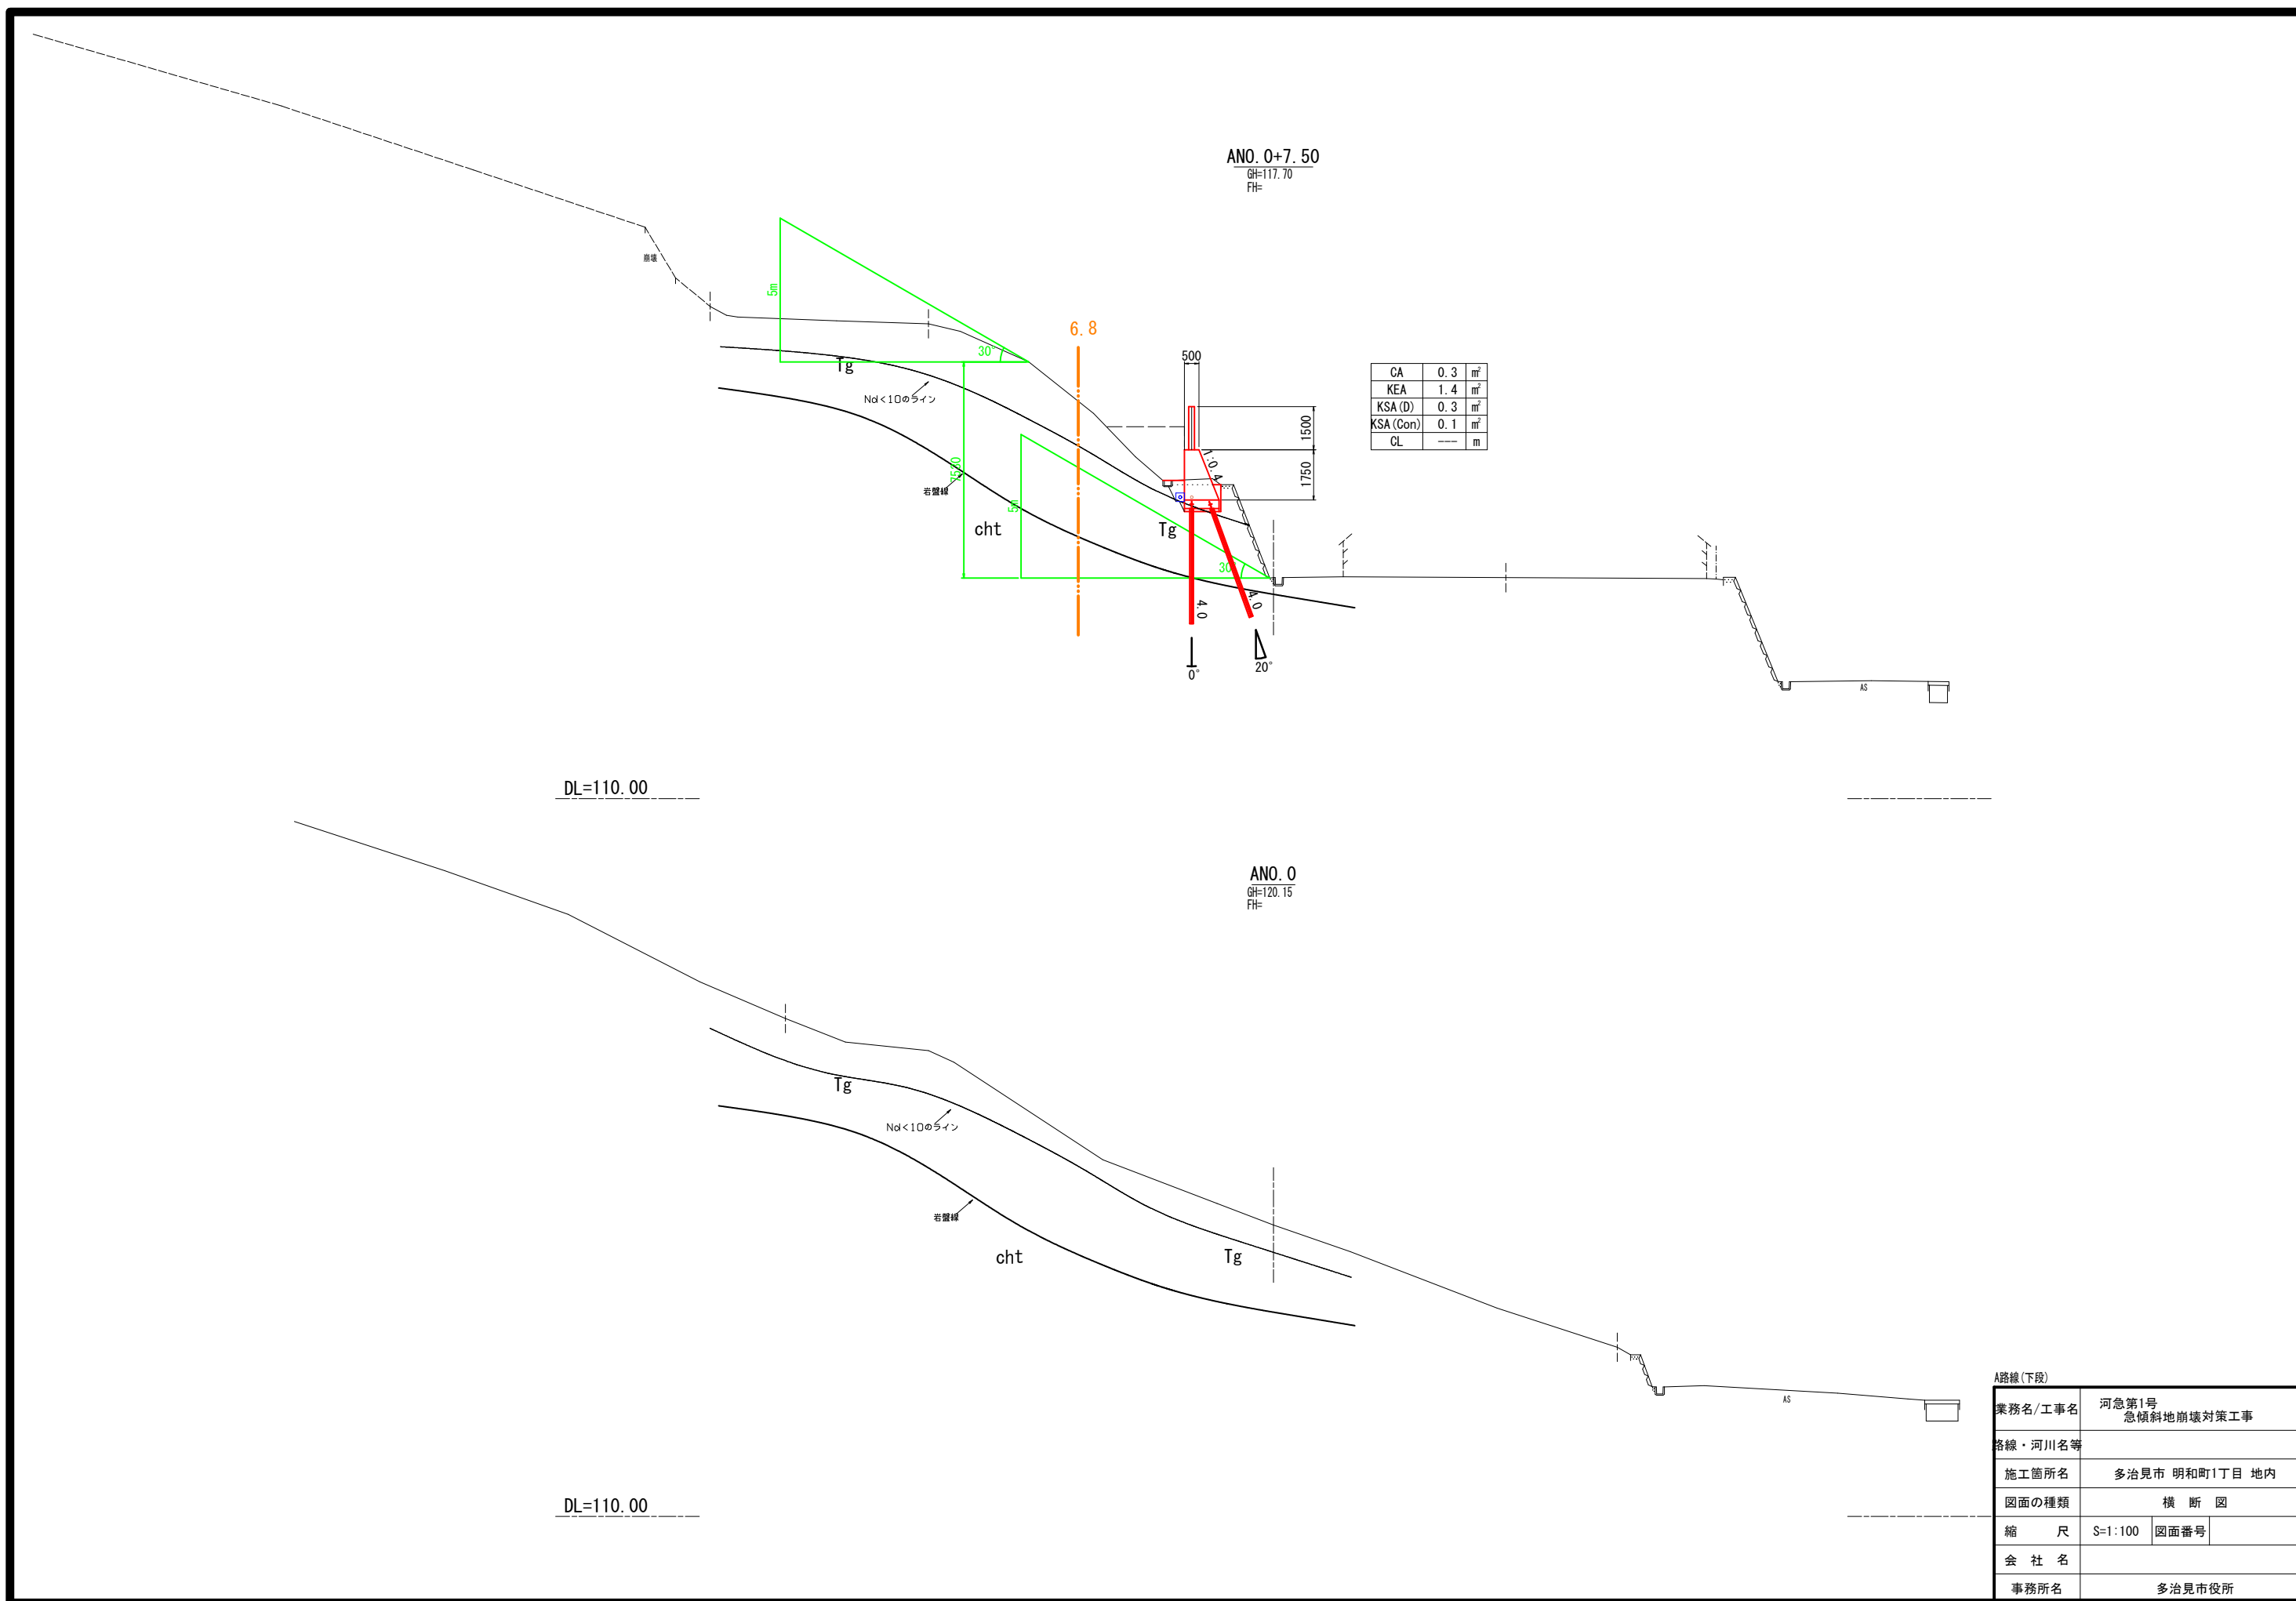 ANO.0+7.50
GH=117.70
FH=
崩壊
5m
30°
6.8
Tg
Nd<10のライン
500
CA 0.3 ㎡
KEA 1.4 ㎡
KSA(D) 0.3 ㎡
KSA(Con) 0.1 ㎡
CL --- m
1500
1:0.4
1750
7500
岩盤線
5m
cht
Tg
30°
4.0
4.0
0°
20°
AS
DL=110.00
ANO.0
GH=120.15
FH=
Tg
Nd<10のライン
岩盤線
cht
Tg
AS
DL=110.00
A路線(下段)
業務名/工事名 河急第1号
急傾斜地崩壊対策工事
路線・河川名等
施工箇所名 多治見市 明和町1丁目 地内
図面の種類 横 断 図
縮 尺 S=1:100 図面番号
会 社 名
事務所名 多治見市役所